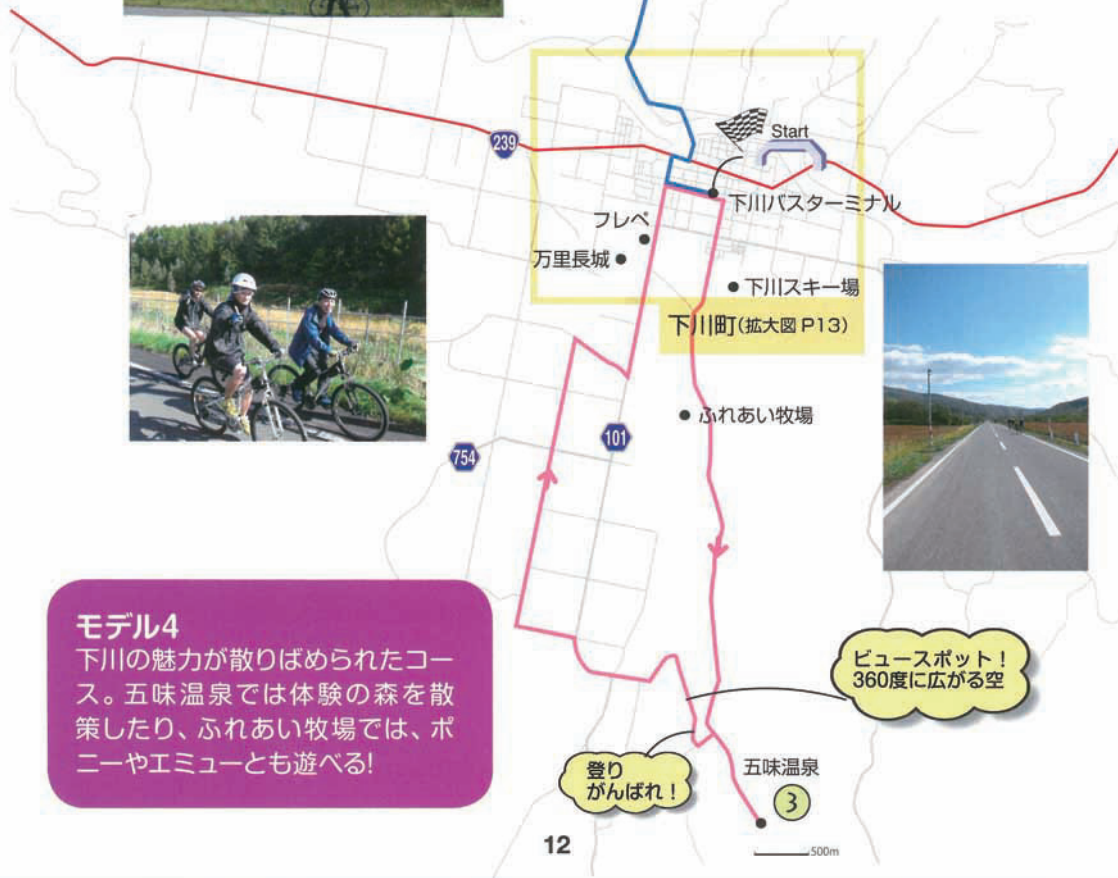 Start
239
下川バスターミナル
フレペ
万里長城
下川スキー場
下川町(拡大図 P13)
ふれあい牧場
101
754
モデル4
下川の魅力が散りばめられたコー
ス。五味温泉では体験の森を散
策したり、ふれあい牧場では、ポ
ニーやエミューとも遊べる!
ビュースポット！
360度に広がる空
登り
がんばれ！
五味温泉
3
12
500m